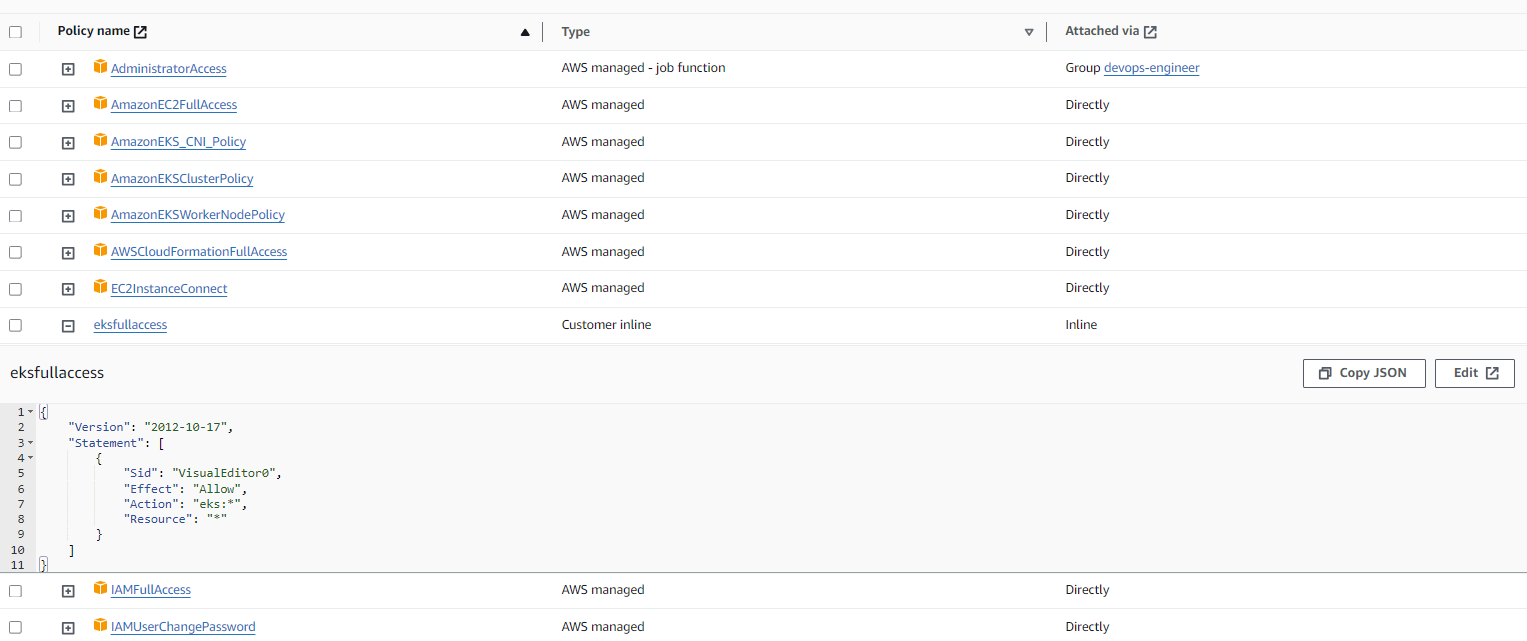 Policy name Type Attached via
AdministratorAccess AWS managed - job function Group devops-engineer
AmazonEC2FullAccess AWS managed Directly
AmazonEKS_CNI_Policy AWS managed Directly
AmazonEKSClusterPolicy AWS managed Directly
AmazonEKSWorkerNodePolicy AWS managed Directly
AWSCloudFormationFullAccess AWS managed Directly
EC2InstanceConnect AWS managed Directly
eksfullaccess Customer inline Inline
eksfullaccess Copy JSON Edit
1 {
2 "Version": "2012-10-17",
3 "Statement": [
4 {
5 "Sid": "VisualEditor0",
6 "Effect": "Allow",
7 "Action": "eks:*",
8 "Resource": "*"
9 }
10 ]
11 }
IAMFullAccess AWS managed Directly
IAMUserChangePassword AWS managed Directly